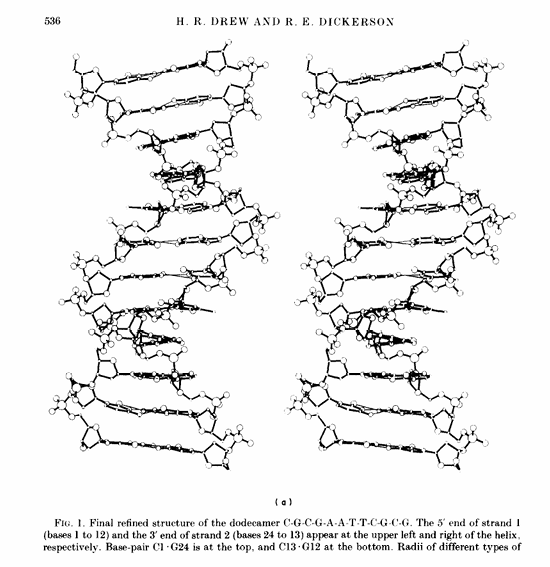 536
H. R. DREW AND R. E. DICKERSON
(a)
FIG. 1. Final refined structure of the dodecamer C-G-C-G-A-A-T-T-C-G-C-G. The 5′ end of strand 1
(bases 1 to 12) and the 3′ end of strand 2 (bases 24 to 13) appear at the upper left and right of the helix,
respectively. Base-pair C1·G24 is at the top, and C13·G12 at the bottom. Radii of different types of